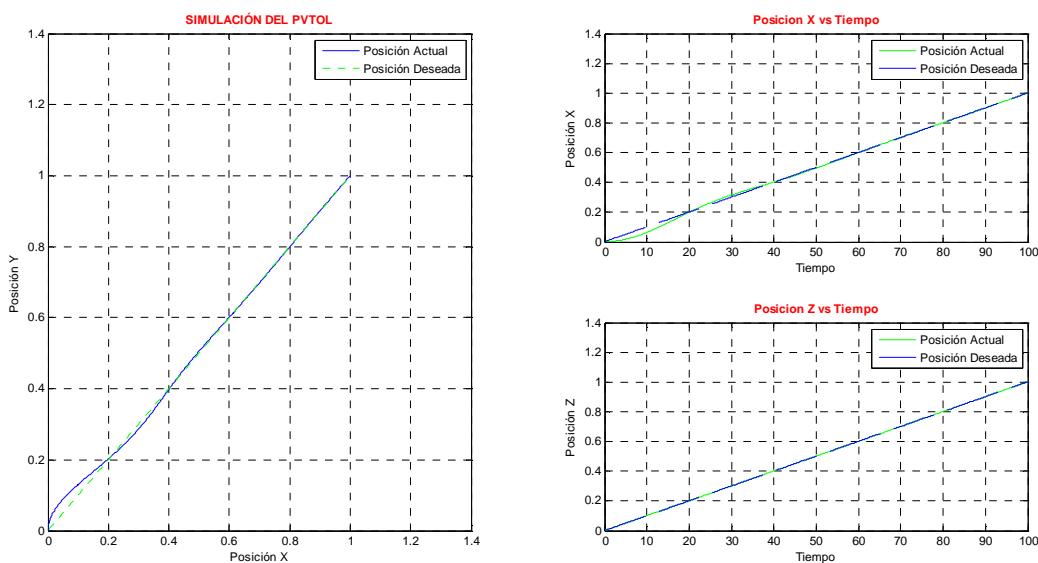 SIMULACIÓN DEL PVTOL
Posición Actual
Posición Deseada
Posición Y
1.4
1.2
1
0.8
0.6
0.4
0.2
0
0 0.2 0.4 0.6 0.8 1 1.2 1.4
Posición X
Posicion X vs Tiempo
Posición Actual
Posición Deseada
Posición X
1.4
1.2
1
0.8
0.6
0.4
0.2
0
0 10 20 30 40 50 60 70 80 90 100
Tiempo
Posicion Z vs Tiempo
Posición Actual
Posición Deseada
Posición Z
1.4
1.2
1
0.8
0.6
0.4
0.2
0
0 10 20 30 40 50 60 70 80 90 100
Tiempo